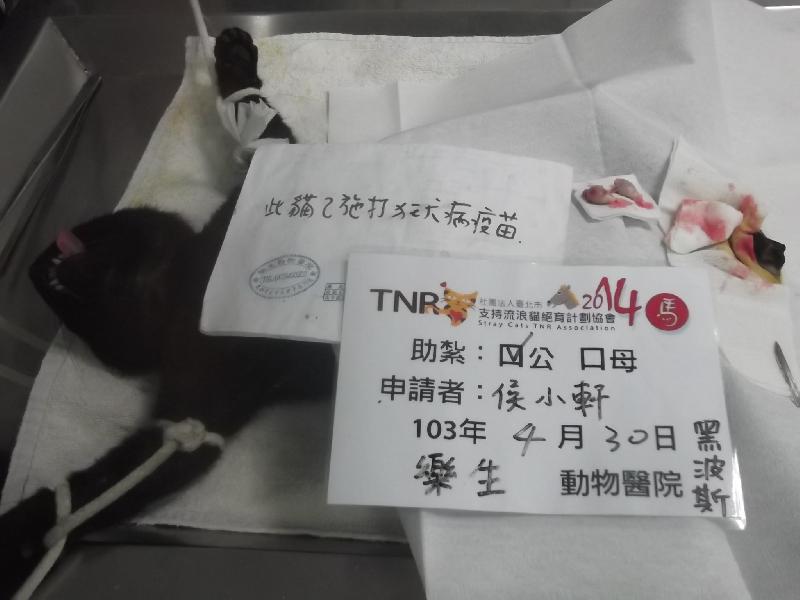 此貓已施打狂犬病疫苗.
TNR 社團法人臺北市 2014 馬
支持流浪貓絕育計劃協會
Stray Cats TNR Association
助紮：☑公 口母
申請者：侯小軒
103年 4月30日
樂生 動物醫院
黑波斯